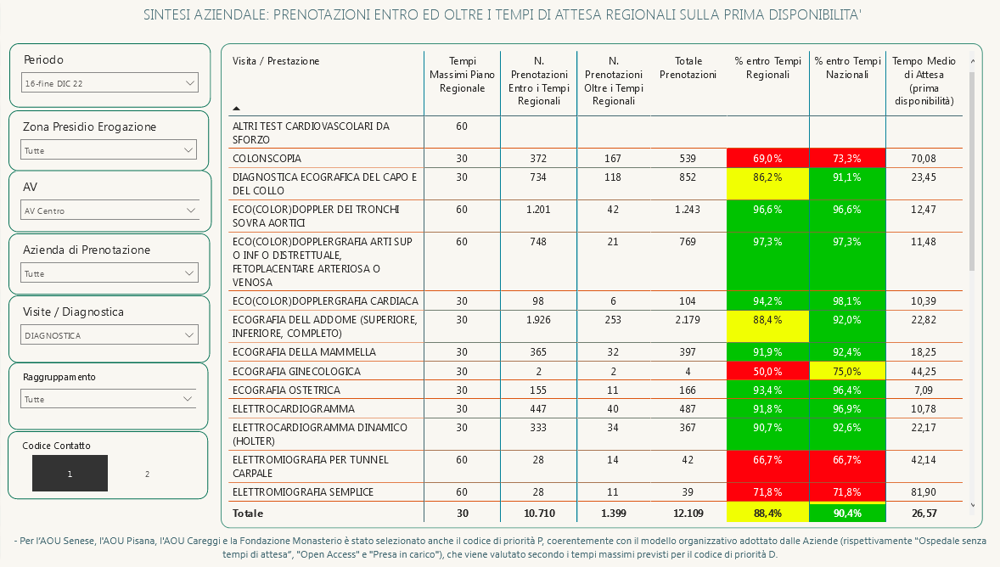 SINTESI AZIENDALE: PRENOTAZIONI ENTRO ED OLTRE I TEMPI DI ATTESA REGIONALI SULLA PRIMA DISPONIBILITA'
Periodo
16-fine DIC 22
Zona Presidio Erogazione
Tutte
AV
AV Centro
Azienda di Prenotazione
Tutte
Visite / Diagnostica
DIAGNOSTICA
Raggruppamento
Tutte
Codice Contatto
1 2
Visita / Prestazione
Tempi
Massimi Piano
Regionale
N.
Prenotazioni
Entro i Tempi
Regionali
N.
Prenotazioni
Oltre i Tempi
Regionali
Totale
Prenotazioni
% entro Tempi
Regionali
% entro Tempi
Nazionali
Tempo Medio
di Attesa
(prima
disponibilità)
ALTRI TEST CARDIOVASCOLARI DA 60
SFORZO
COLONSCOPIA 30 372 167 539 69,0% 73,3% 70,08
DIAGNOSTICA ECOGRAFICA DEL CAPO E 30 734 118 852 86,2% 91,1% 23,45
DEL COLLO
ECO(COLOR)DOPPLER DEI TRONCHI 60 1.201 42 1.243 96,6% 96,6% 12,47
SOVRA AORTICI
ECO(COLOR)DOPPLERGRAFIA ARTI SUP 60 748 21 769 97,3% 97,3% 11,48
O INF O DISTRETTUALE,
FETOPLACENTARE ARTERIOSA O
VENOSA
ECO(COLOR)DOPPLERGRAFIA CARDIACA 30 98 6 104 94,2% 98,1% 10,39
ECOGRAFIA DELL ADDOME (SUPERIORE, 30 1.926 253 2.179 88,4% 92,0% 22,82
INFERIORE, COMPLETO)
ECOGRAFIA DELLA MAMMELLA 30 365 32 397 91,9% 92,4% 18,25
ECOGRAFIA GINECOLOGICA 30 2 2 4 50,0% 75,0% 44,25
ECOGRAFIA OSTETRICA 30 155 11 166 93,4% 96,4% 7,09
ELETTROCARDIOGRAMMA 30 447 40 487 91,8% 96,9% 10,78
ELETTROCARDIOGRAMMA DINAMICO 30 333 34 367 90,7% 92,6% 22,17
(HOLTER)
ELETTROMIOGRAFIA PER TUNNEL 60 28 14 42 66,7% 66,7% 42,14
CARPALE
ELETTROMIOGRAFIA SEMPLICE 60 28 11 39 71,8% 71,8% 81,90
Totale 30 10.710 1.399 12.109 88,4% 90,4% 26,57
- Per l’AOU Senese, l'AOU Pisana, l'AOU Careggi e la Fondazione Monasterio è stato selezionato anche il codice di priorità P, coerentemente con il modello organizzativo adottato dalle Aziende (rispettivamente “Ospedale senza
tempi di attesa”, "Open Access" e "Presa in carico"), che viene valutato secondo i tempi massimi previsti per il codice di priorità D.